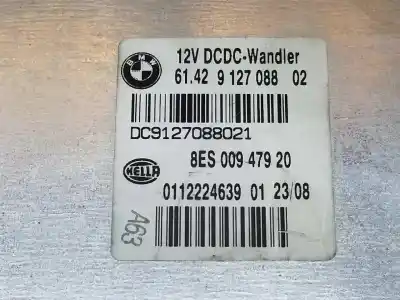 BMW
12V DCDC-Wandler
61.42 9 127 088 02
DC9127088021
8ES 009 479 20
HELLA
0112224639 01 23/08
A63